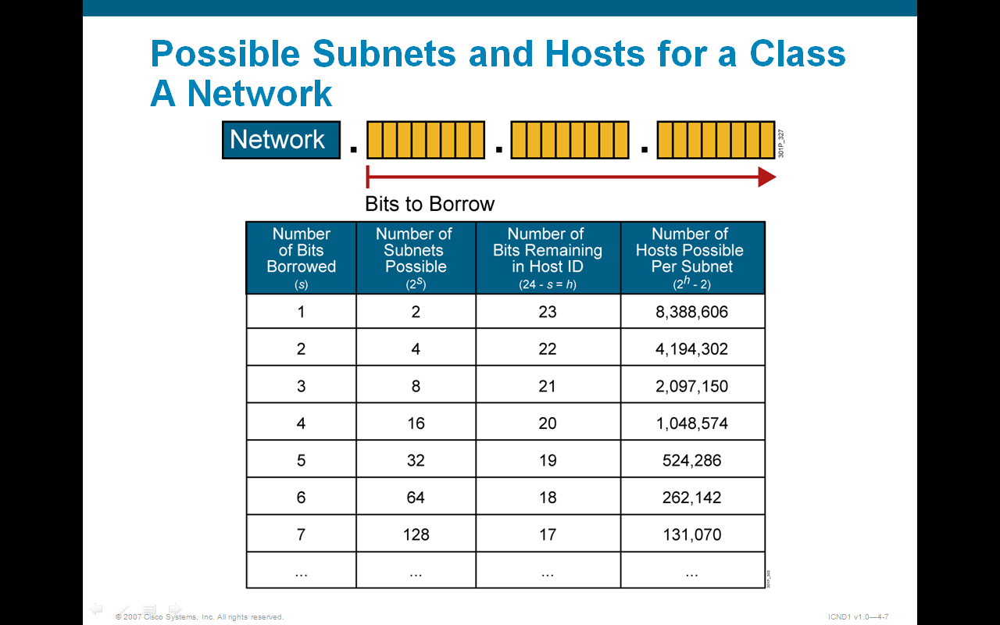 Possible Subnets and Hosts for a Class
A Network
Network . . .
301P_327
Bits to Borrow
Number of Bits Borrowed (s) Number of Subnets Possible (2^s) Number of Bits Remaining in Host ID (24 - s = h) Number of Hosts Possible Per Subnet (2^h - 2)
1 2 23 8,388,606
2 4 22 4,194,302
3 8 21 2,097,150
4 16 20 1,048,574
5 32 19 524,286
6 64 18 262,142
7 128 17 131,070
... ... ... ...
© 2007 Cisco Systems, Inc. All rights reserved. ICND1 v1.0—4-7